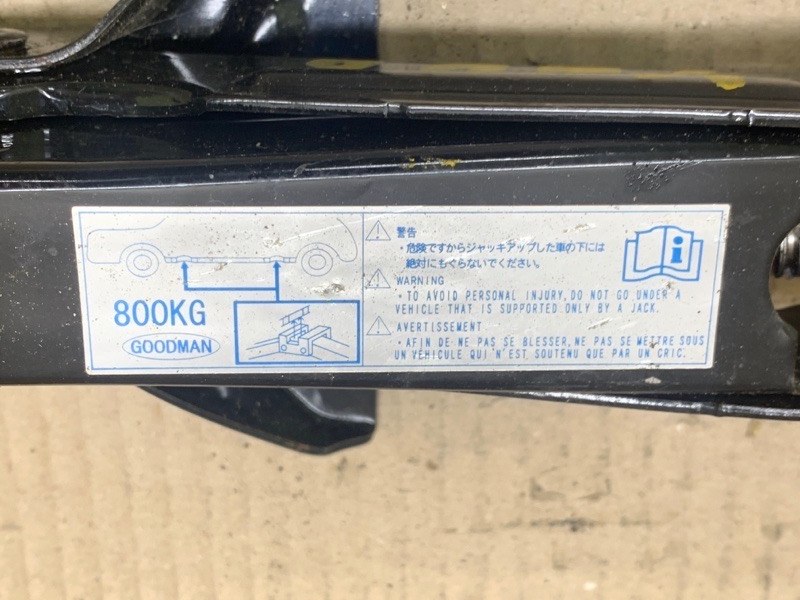 800KG
GOODMAN
警告
・危険ですからジャッキアップした車の下には
絶対にもぐらないでください。
WARNING
・TO AVOID PERSONAL INJURY, DO NOT GO UNDER A
VEHICLE THAT IS SUPPORTED ONLY BY A JACK.
AVERTISSEMENT
・AFIN DE NE PAS SE BLESSER, NE PAS SE METTRE SOUS
UN VEHICULE QUI N'EST SOUTENU QUE PAR UN CRIC.
i